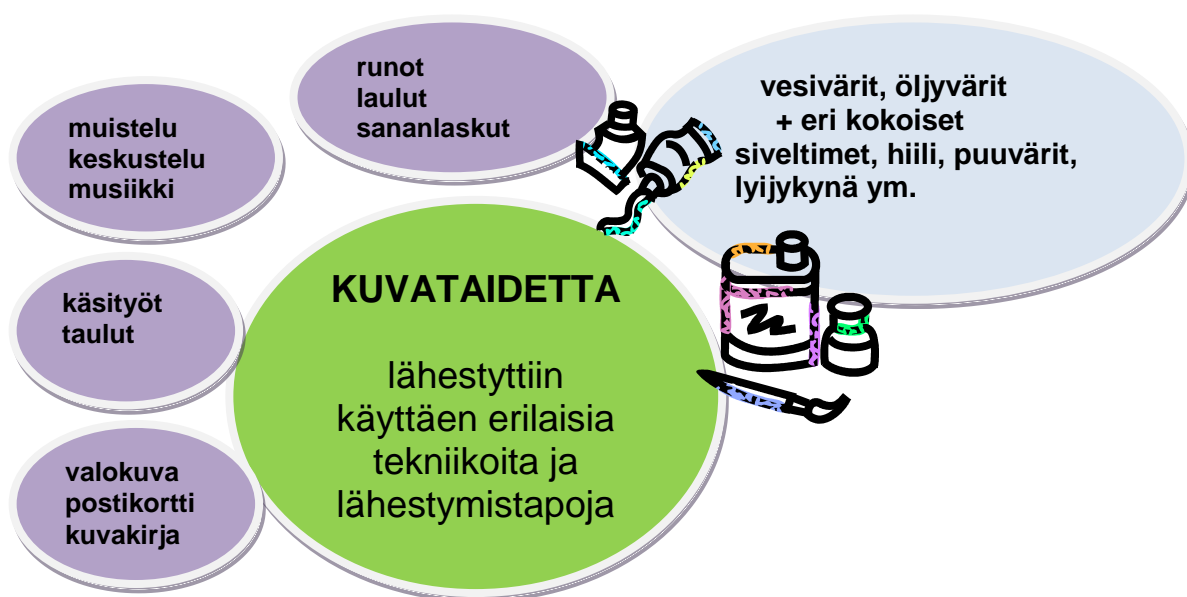 runot
laulut
sananlaskut
vesivärit, öljyvärit
+ eri kokoiset
siveltimet, hiili, puuvärit,
lyijykynä ym.
muistelu
keskustelu
musiikki
käsityöt
taulut
KUVATAIDETTA
lähestyttiin
käyttäen erilaisia
tekniikoita ja
lähestymistapoja
valokuva
postikortti
kuvakirja